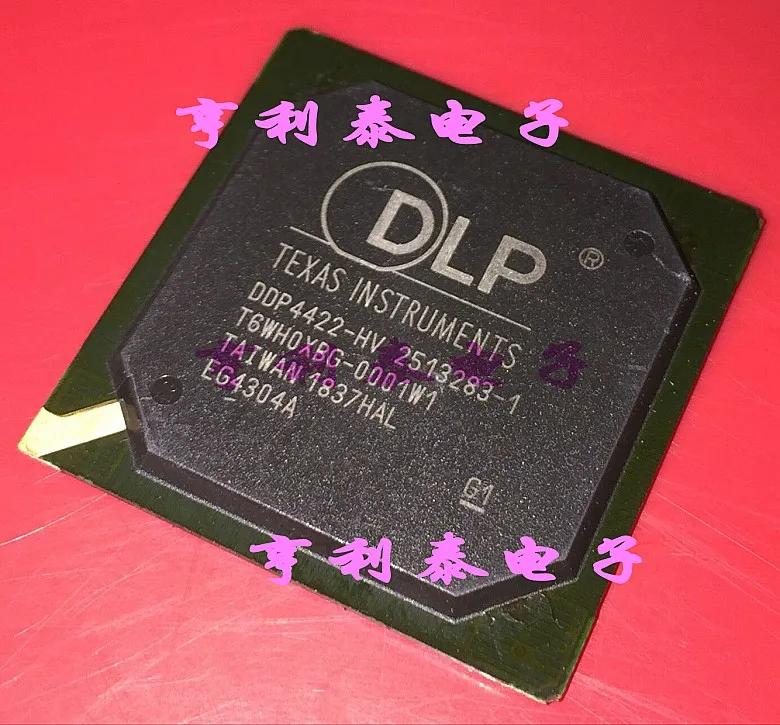 亨利泰电子
DLP®
TEXAS INSTRUMENTS
DDP4422-HV 2513283-1
T6WH0XBG-0001W1
TAIWAN 1837HAL
EG4304A
G1
亨利泰电子